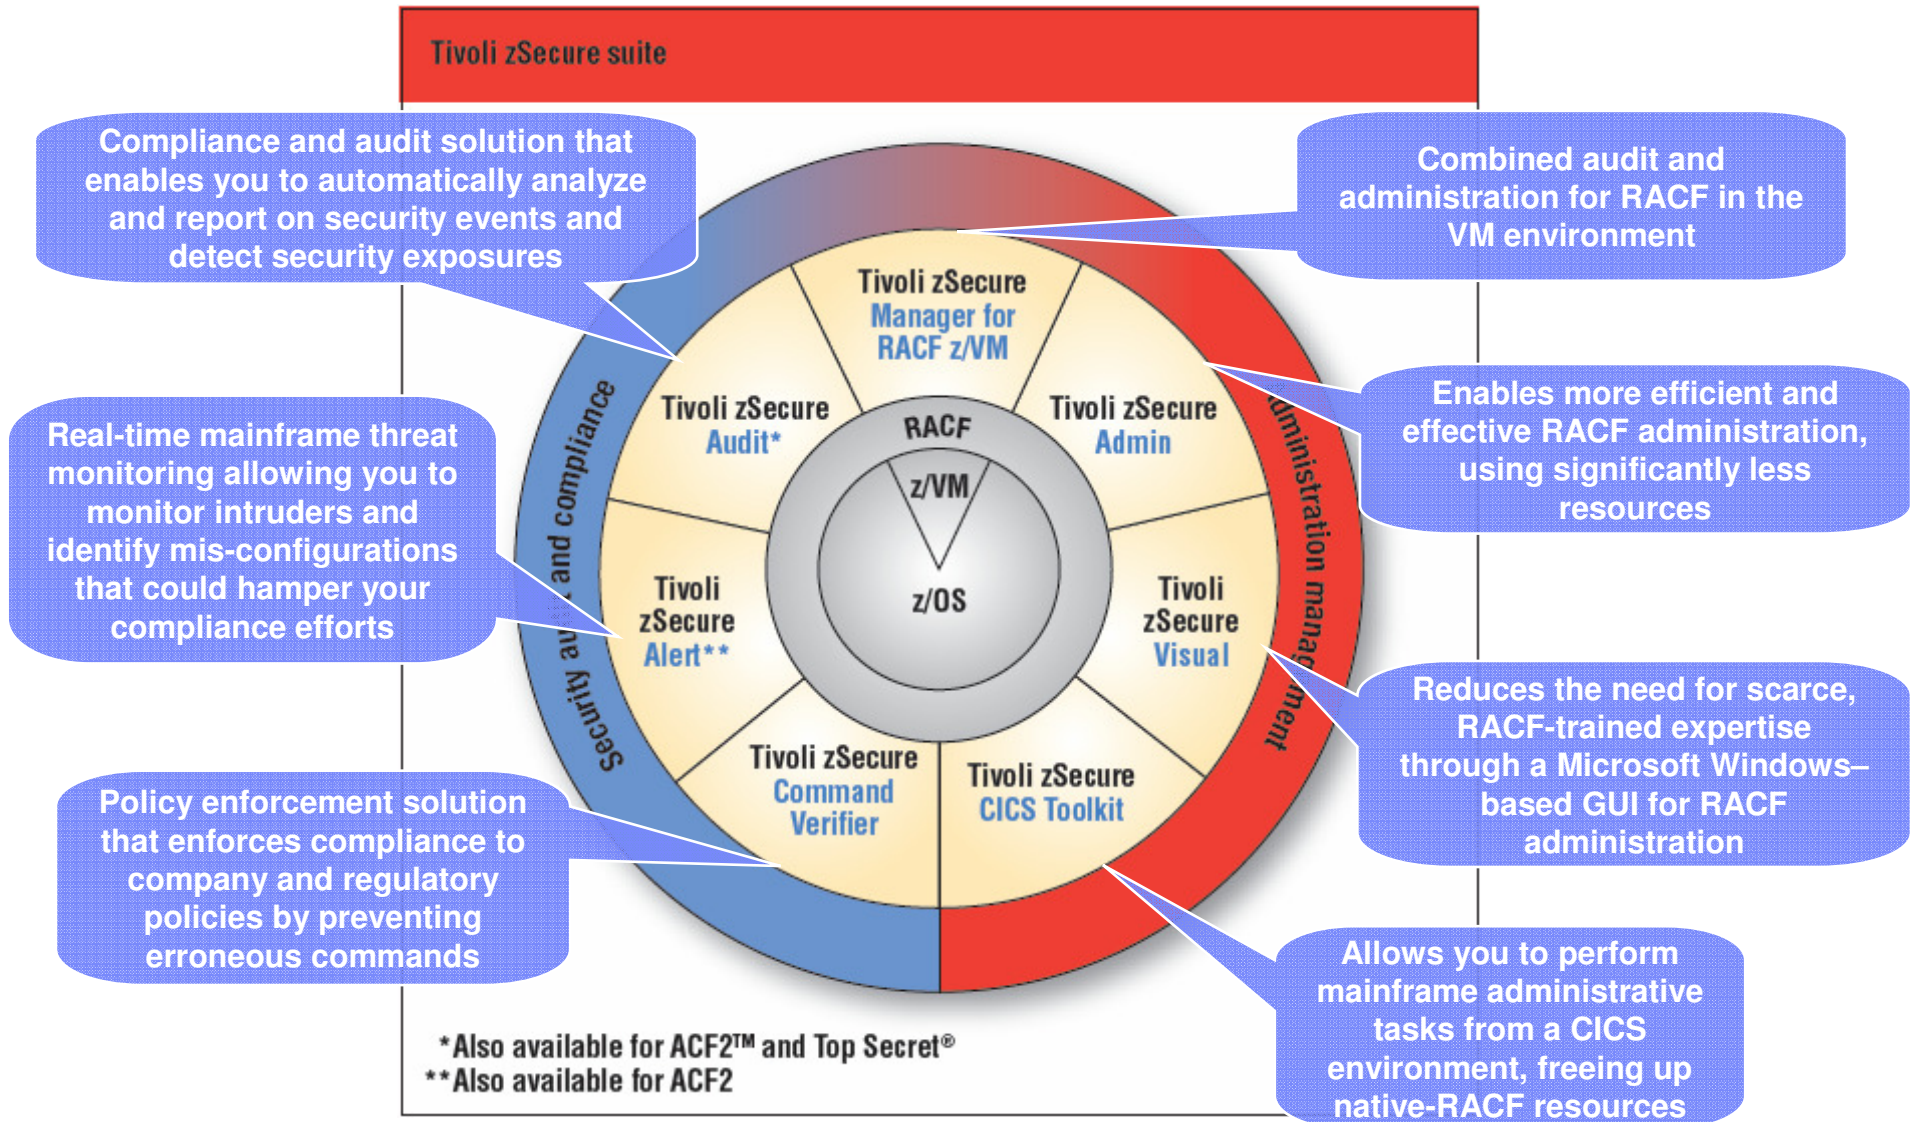 Tivoli zSecure suite
Compliance and audit solution that
enables you to automatically analyze
and report on security events and
detect security exposures
Combined audit and
administration for RACF in the
VM environment
Real-time mainframe threat
monitoring allowing you to
monitor intruders and
identify mis-configurations
that could hamper your
compliance efforts
Enables more efficient and
effective RACF administration,
using significantly less
resources
Policy enforcement solution
that enforces compliance to
company and regulatory
policies by preventing
erroneous commands
Reduces the need for scarce,
RACF-trained expertise
through a Microsoft Windows–
based GUI for RACF
administration
Allows you to perform
mainframe administrative
tasks from a CICS
environment, freeing up
native-RACF resources
Security audit and compliance
Administration management
Tivoli zSecure
Manager for
RACF z/VM
Tivoli zSecure
Audit*
Tivoli zSecure
Admin
Tivoli
zSecure
Alert**
Tivoli
zSecure
Visual
Tivoli zSecure
Command
Verifier
Tivoli zSecure
CICS Toolkit
RACF
z/VM
z/OS
*Also available for ACF2™ and Top Secret®
**Also available for ACF2